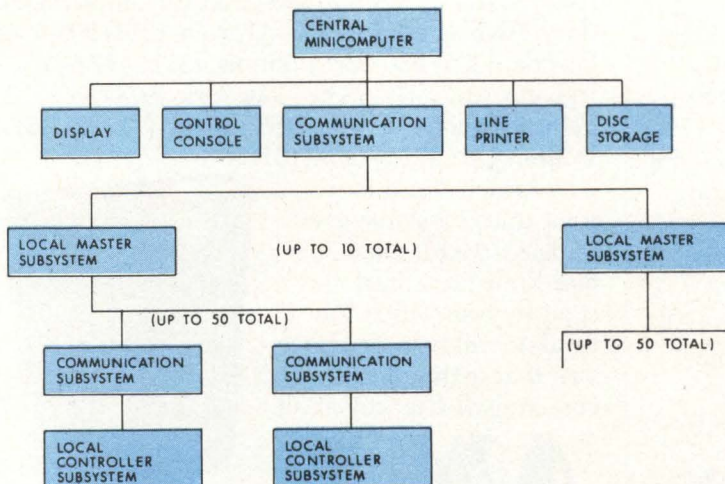 CENTRAL
MINICOMPUTER
DISPLAY
CONTROL
CONSOLE
COMMUNICATION
SUBSYSTEM
LINE
PRINTER
DISC
STORAGE
LOCAL MASTER
SUBSYSTEM
(UP TO 10 TOTAL)
LOCAL MASTER
SUBSYSTEM
(UP TO 50 TOTAL)
(UP TO 50 TOTAL)
COMMUNICATION
SUBSYSTEM
COMMUNICATION
SUBSYSTEM
LOCAL
CONTROLLER
SUBSYSTEM
LOCAL
CONTROLLER
SUBSYSTEM